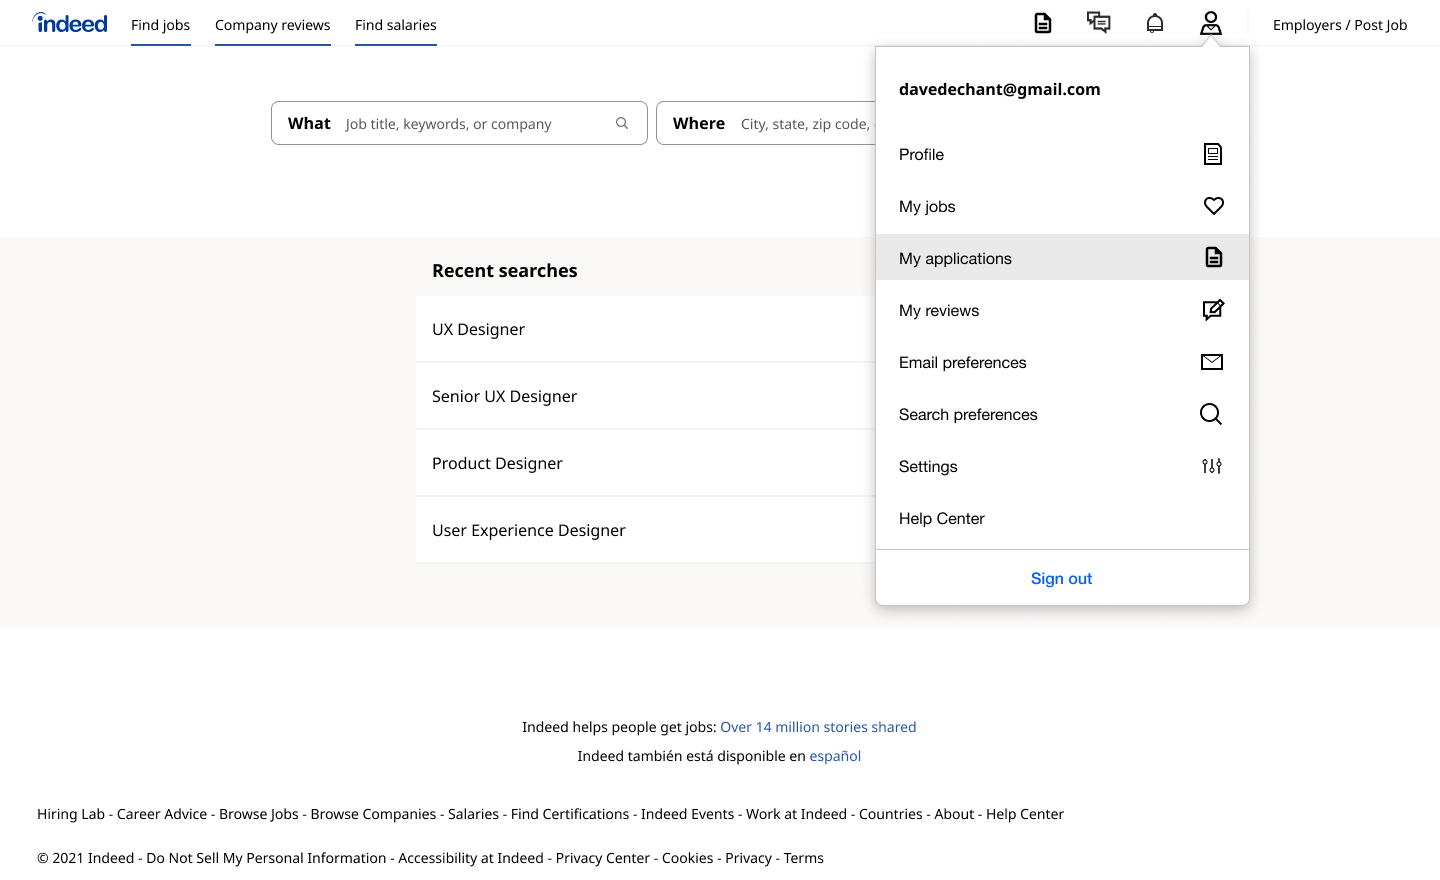 indeed
Find jobs
Company reviews
Find salaries
Employers / Post Job
What Job title, keywords, or company
Where City, state, zip code,
davedechant@gmail.com
Profile
My jobs
My applications
My reviews
Email preferences
Search preferences
Settings
Help Center
Sign out
Recent searches
UX Designer
Senior UX Designer
Product Designer
User Experience Designer
Indeed helps people get jobs: Over 14 million stories shared
Indeed también está disponible en español
Hiring Lab - Career Advice - Browse Jobs - Browse Companies - Salaries - Find Certifications - Indeed Events - Work at Indeed - Countries - About - Help Center
© 2021 Indeed - Do Not Sell My Personal Information - Accessibility at Indeed - Privacy Center - Cookies - Privacy - Terms